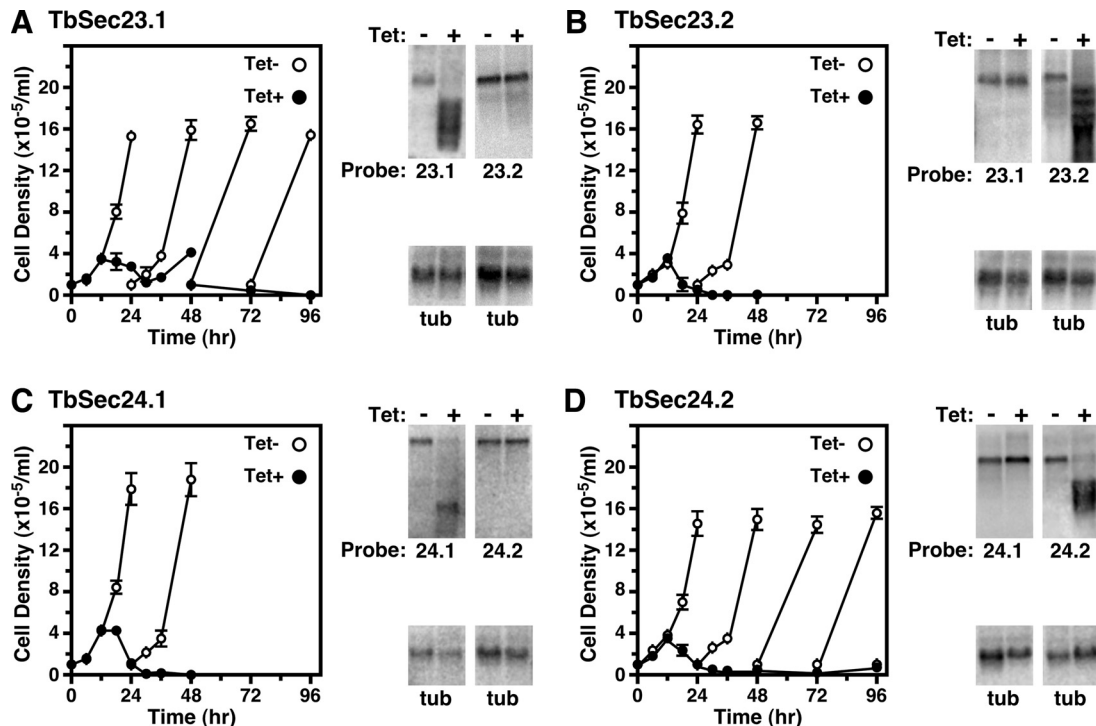 A TbSec23.1
Tet: - + - +
Tet-
Tet+
Cell Density (x10-5/ml)
20
16
12
8
4
0
0 24 48 72 96
Time (hr)
Probe: 23.1 23.2
tub tub
B TbSec23.2
Tet: - + - +
Tet-
Tet+
Cell Density (x10-5/ml)
20
16
12
8
4
0
0 24 48 72 96
Time (hr)
Probe: 23.1 23.2
tub tub
C TbSec24.1
Tet: - + - +
Tet-
Tet+
Cell Density (x10-5/ml)
20
16
12
8
4
0
0 24 48 72 96
Time (hr)
Probe: 24.1 24.2
tub tub
D TbSec24.2
Tet: - + - +
Tet-
Tet+
Cell Density (x10-5/ml)
20
16
12
8
4
0
0 24 48 72 96
Time (hr)
Probe: 24.1 24.2
tub tub